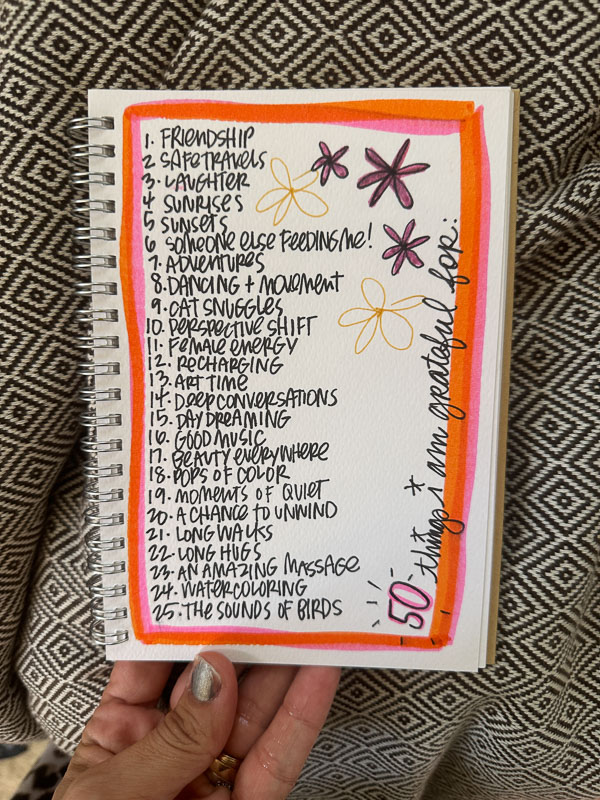 1. FRIENDSHIP
2 SAFE TRAVELS
3. LAUGHTER
4 SUNRISES
5 SUNSETS
6 SOMEONE ELSE FEEDING ME!
7. ADVENTURES
8. DANCING + MOVEMENT
9. CAT SNUGGLES
10. PERSPECTIVE SHIFT
11. FEMALE ENERGY
12. RECHARGING
13. ART TIME
14. DEEP CONVERSATIONS
15. DAYDREAMING
16. GOOD MUSIC
17. BEAUTY EVERYWHERE
18. POPS OF COLOR
19. MOMENTS OF QUIET
20. A CHANCE TO UNWIND
21. LONG WALKS
22. LONG HUGS
23. AN AMAZING MASSAGE
24. WATERCOLORING
25. THE SOUNDS OF BIRDS
50 things i am grateful for: